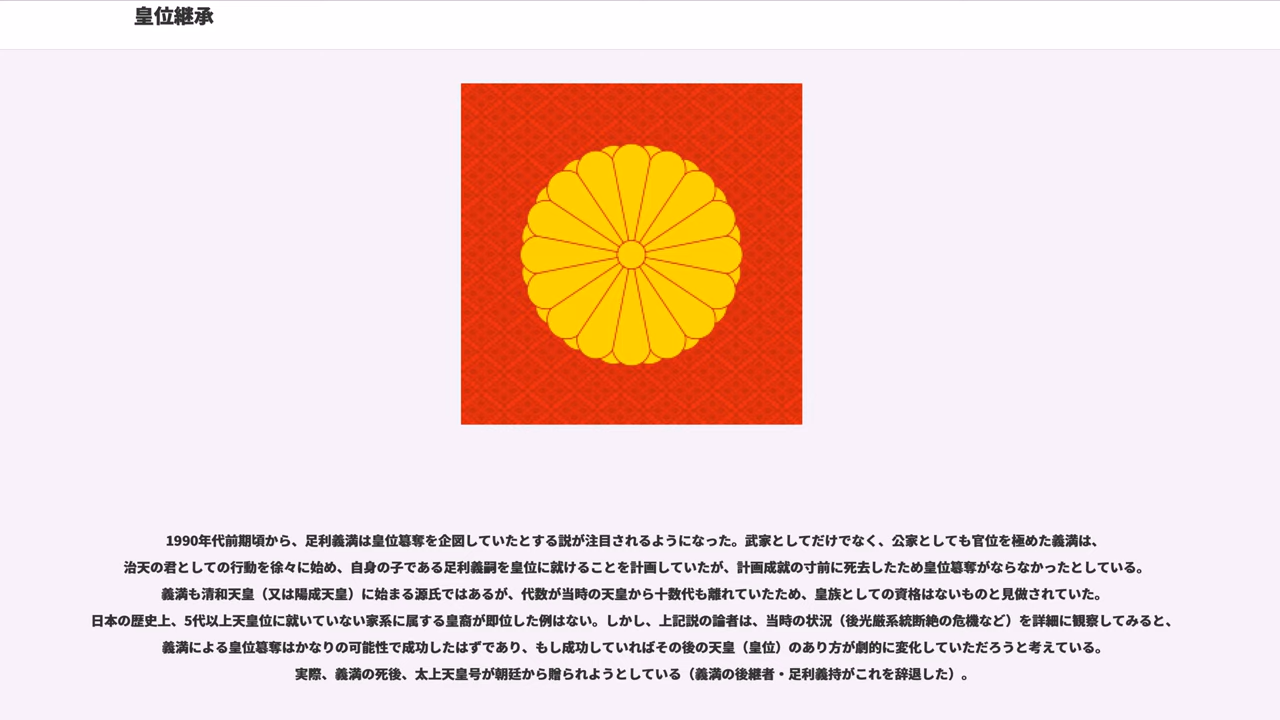 皇位継承
1990年代前期頃から、足利義満は皇位簒奪を企図していたとする説が注目されるようになった。武家としてだけでなく、公家としても官位を極めた義満は、
治天の君としての行動を徐々に始め、自身の子である足利義嗣を皇位に就けることを計画していたが、計画成就の寸前に死去したため皇位簒奪がならなかったとしている。
義満も清和天皇（又は陽成天皇）に始まる源氏ではあるが、代数が当時の天皇から十数代も離れていたため、皇族としての資格はないものと見做されていた。
日本の歴史上、5代以上天皇位に就いていない家系に属する皇裔が即位した例はない。しかし、上記説の論者は、当時の状況（後光厳系統断絶の危機など）を詳細に観察してみると、
義満による皇位簒奪はかなりの可能性で成功したはずであり、もし成功していればその後の天皇（皇位）のあり方が劇的に変化していただろうと考えている。
実際、義満の死後、太上天皇号が朝廷から贈られようとしている（義満の後継者・足利義持がこれを辞退した）。